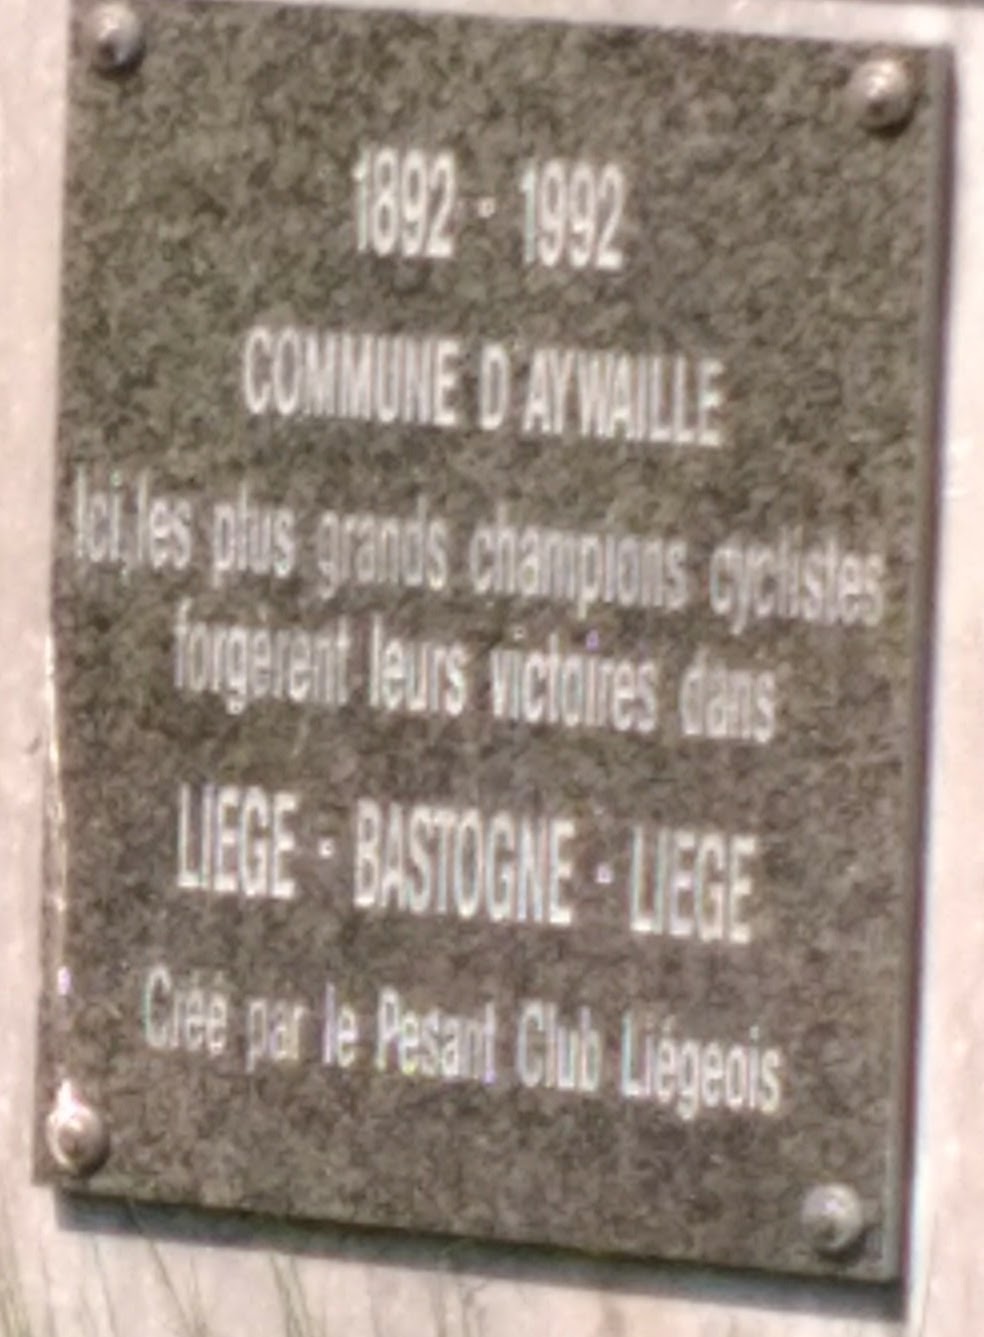 1892 - 1992
COMMUNE D'AYWAILLE
Ici, les plus grands champions cyclistes
forgèrent leurs victoires dans
LIEGE - BASTOGNE - LIEGE
Créé par le Pesant Club Liégeois